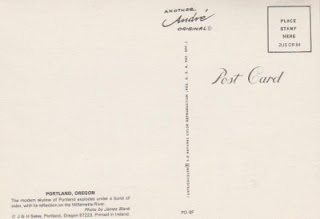 ANOTHER
André
ORIGINAL©
PLACE
STAMP
HERE
Post Card
PORTLAND, OREGON
The modern skyline of Portland explodes under a burst of
color, with its reflection on the Willamette River.
Photo by James Blank
© J & H Sales, Portland, Oregon 97223. Printed in Ireland.
PO-87